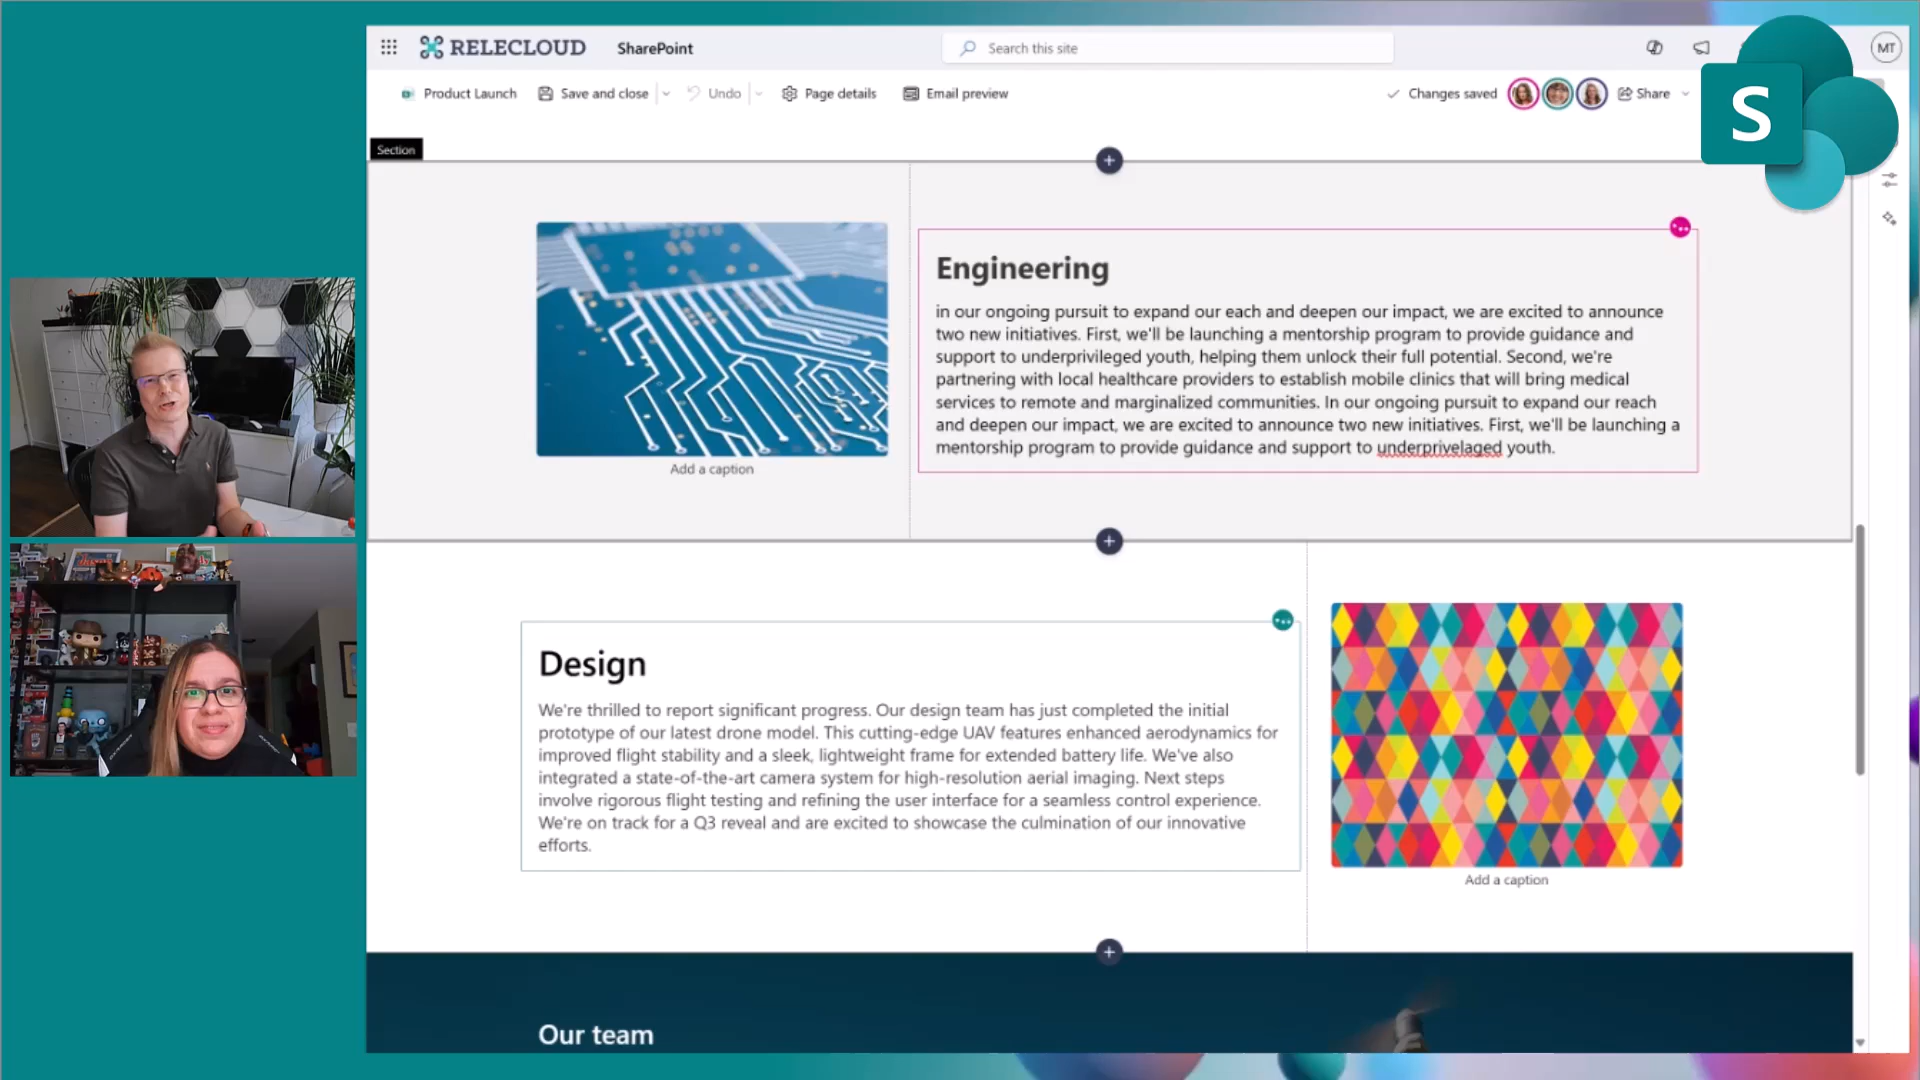 RELECLOUD
SharePoint
Search this site
MT
S
Product Launch
Save and close
Undo
Page details
Email preview
Changes saved
Share
Section
Engineering
in our ongoing pursuit to expand our each and deepen our impact, we are excited to announce
two new initiatives. First, we'll be launching a mentorship program to provide guidance and
support to underprivileged youth, helping them unlock their full potential. Second, we're
partnering with local healthcare providers to establish mobile clinics that will bring medical
services to remote and marginalized communities. In our ongoing pursuit to expand our reach
and deepen our impact, we are excited to announce two new initiatives. First, we'll be launching a
mentorship program to provide guidance and support to underprivelaged youth.
Add a caption
Design
We're thrilled to report significant progress. Our design team has just completed the initial
prototype of our latest drone model. This cutting-edge UAV features enhanced aerodynamics for
improved flight stability and a sleek, lightweight frame for extended battery life. We've also
integrated a state-of-the-art camera system for high-resolution aerial imaging. Next steps
involve rigorous flight testing and refining the user interface for a seamless control experience.
We're on track for a Q3 reveal and are excited to showcase the culmination of our innovative
efforts.
Add a caption
Our team